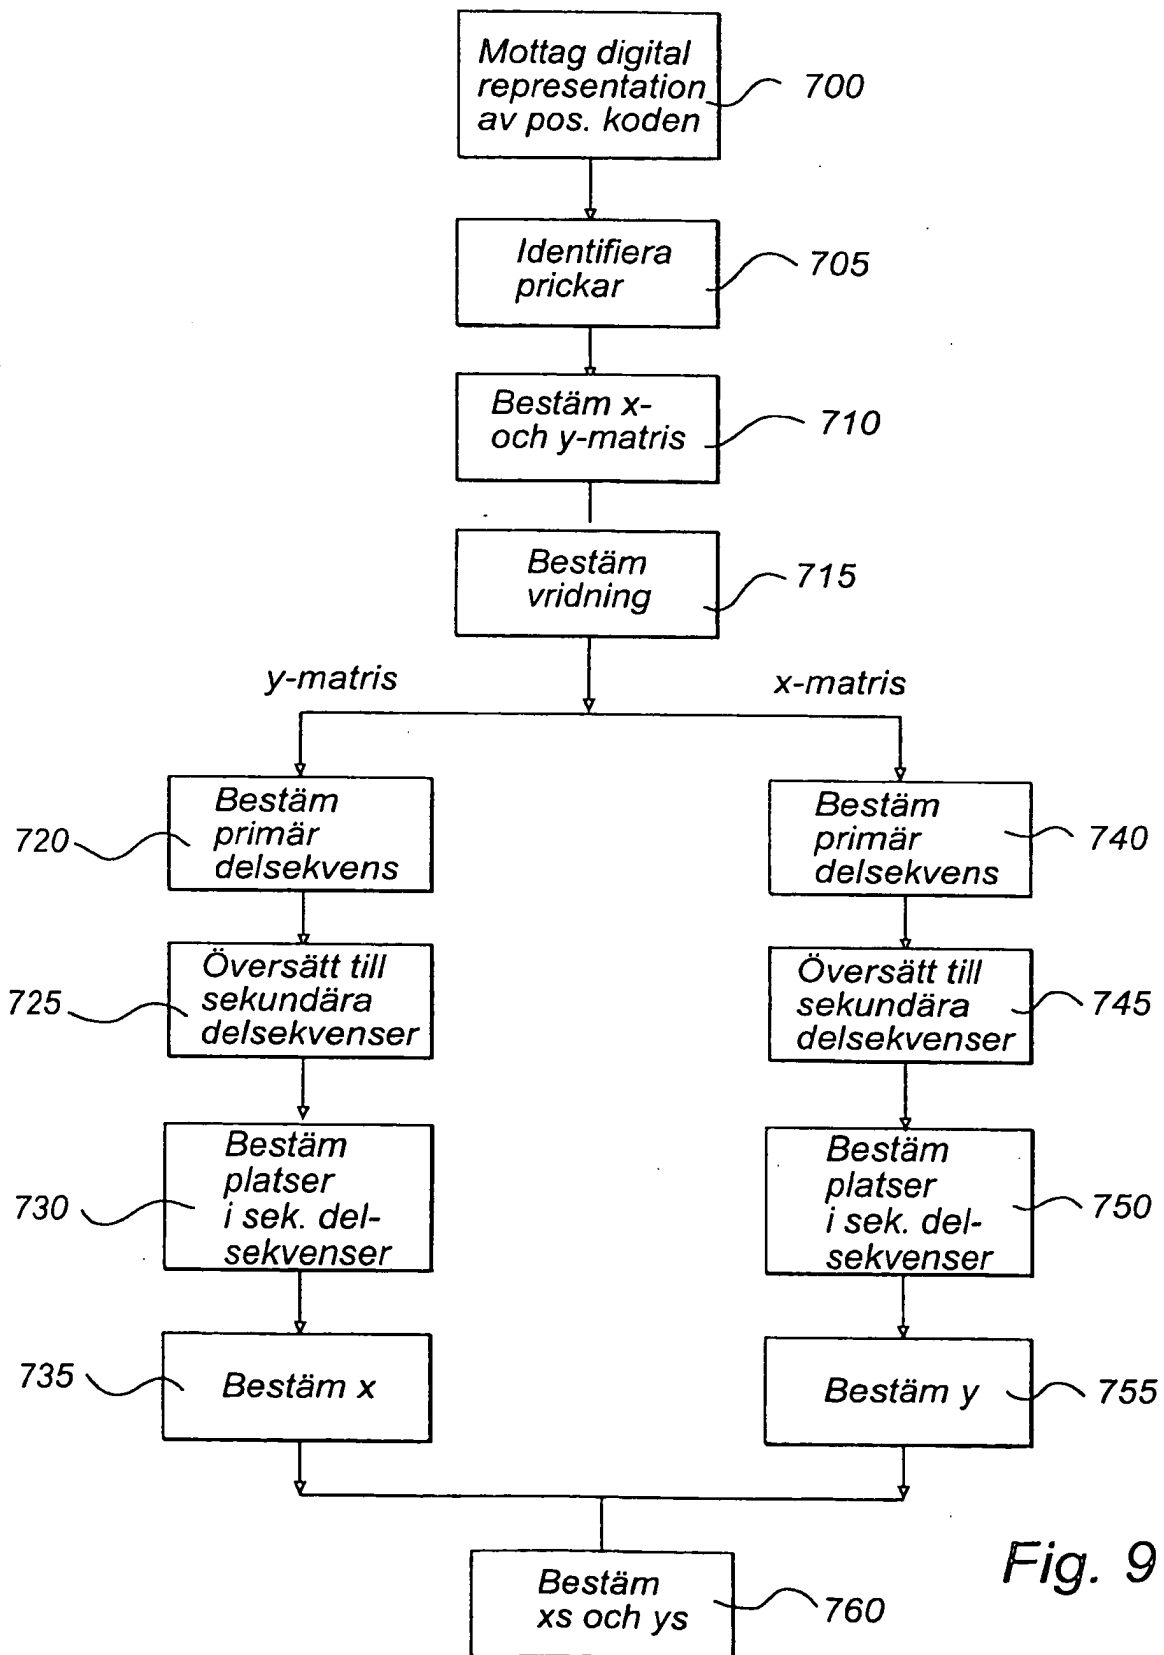 Mottag digital
representation
av pos. koden
700
Identifiera
prickar
705
Bestäm x-
och y-matris
710
Bestäm
vridning
715
y-matris
x-matris
Bestäm
primär
delsekvens
720
Bestäm
primär
delsekvens
740
Översätt till
sekundära
delsekvenser
725
Översätt till
sekundära
delsekvenser
745
Bestäm
platser
i sek. del-
sekvenser
730
Bestäm
platser
i sek. del-
sekvenser
750
Bestäm x
735
Bestäm y
755
Bestäm
xs och ys
760
Fig. 9